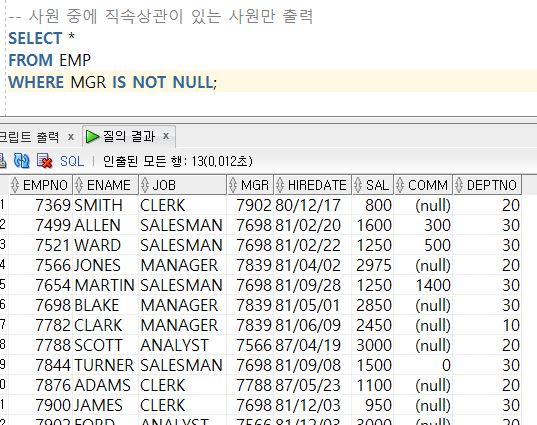 -- 사원 중에 직속상관이 있는 사원만 출력
SELECT *
FROM EMP
WHERE MGR IS NOT NULL;
크립트 출력 x 질의 결과 x
SQL | 인출된 모든 행: 13(0,012초)
EMPNO ENAME JOB MGR HIREDATE SAL COMM DEPTNO
1 7369 SMITH CLERK 7902 80/12/17 800 (null) 20
2 7499 ALLEN SALESMAN 7698 81/02/20 1600 300 30
3 7521 WARD SALESMAN 7698 81/02/22 1250 500 30
4 7566 JONES MANAGER 7839 81/04/02 2975 (null) 20
5 7654 MARTIN SALESMAN 7698 81/09/28 1250 1400 30
6 7698 BLAKE MANAGER 7839 81/05/01 2850 (null) 30
7 7782 CLARK MANAGER 7839 81/06/09 2450 (null) 10
8 7788 SCOTT ANALYST 7566 87/04/19 3000 (null) 20
9 7844 TURNER SALESMAN 7698 81/09/08 1500 0 30
0 7876 ADAMS CLERK 7788 87/05/23 1100 (null) 20
1 7900 JAMES CLERK 7698 81/12/03 950 (null) 30
2 7902 FORD ANALYST 7566 81/12/03 3000 (null) 20